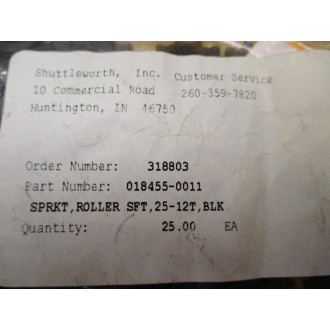 Shuttleworth, Inc. Customer Service
10 Commercial Road 260-359-7820
Huntington, IN 46750
Order Number: 318803
Part Number: 018455-0011
SPRKT,ROLLER SFT,25-12T,BLK
Quantity: 25.00 EA